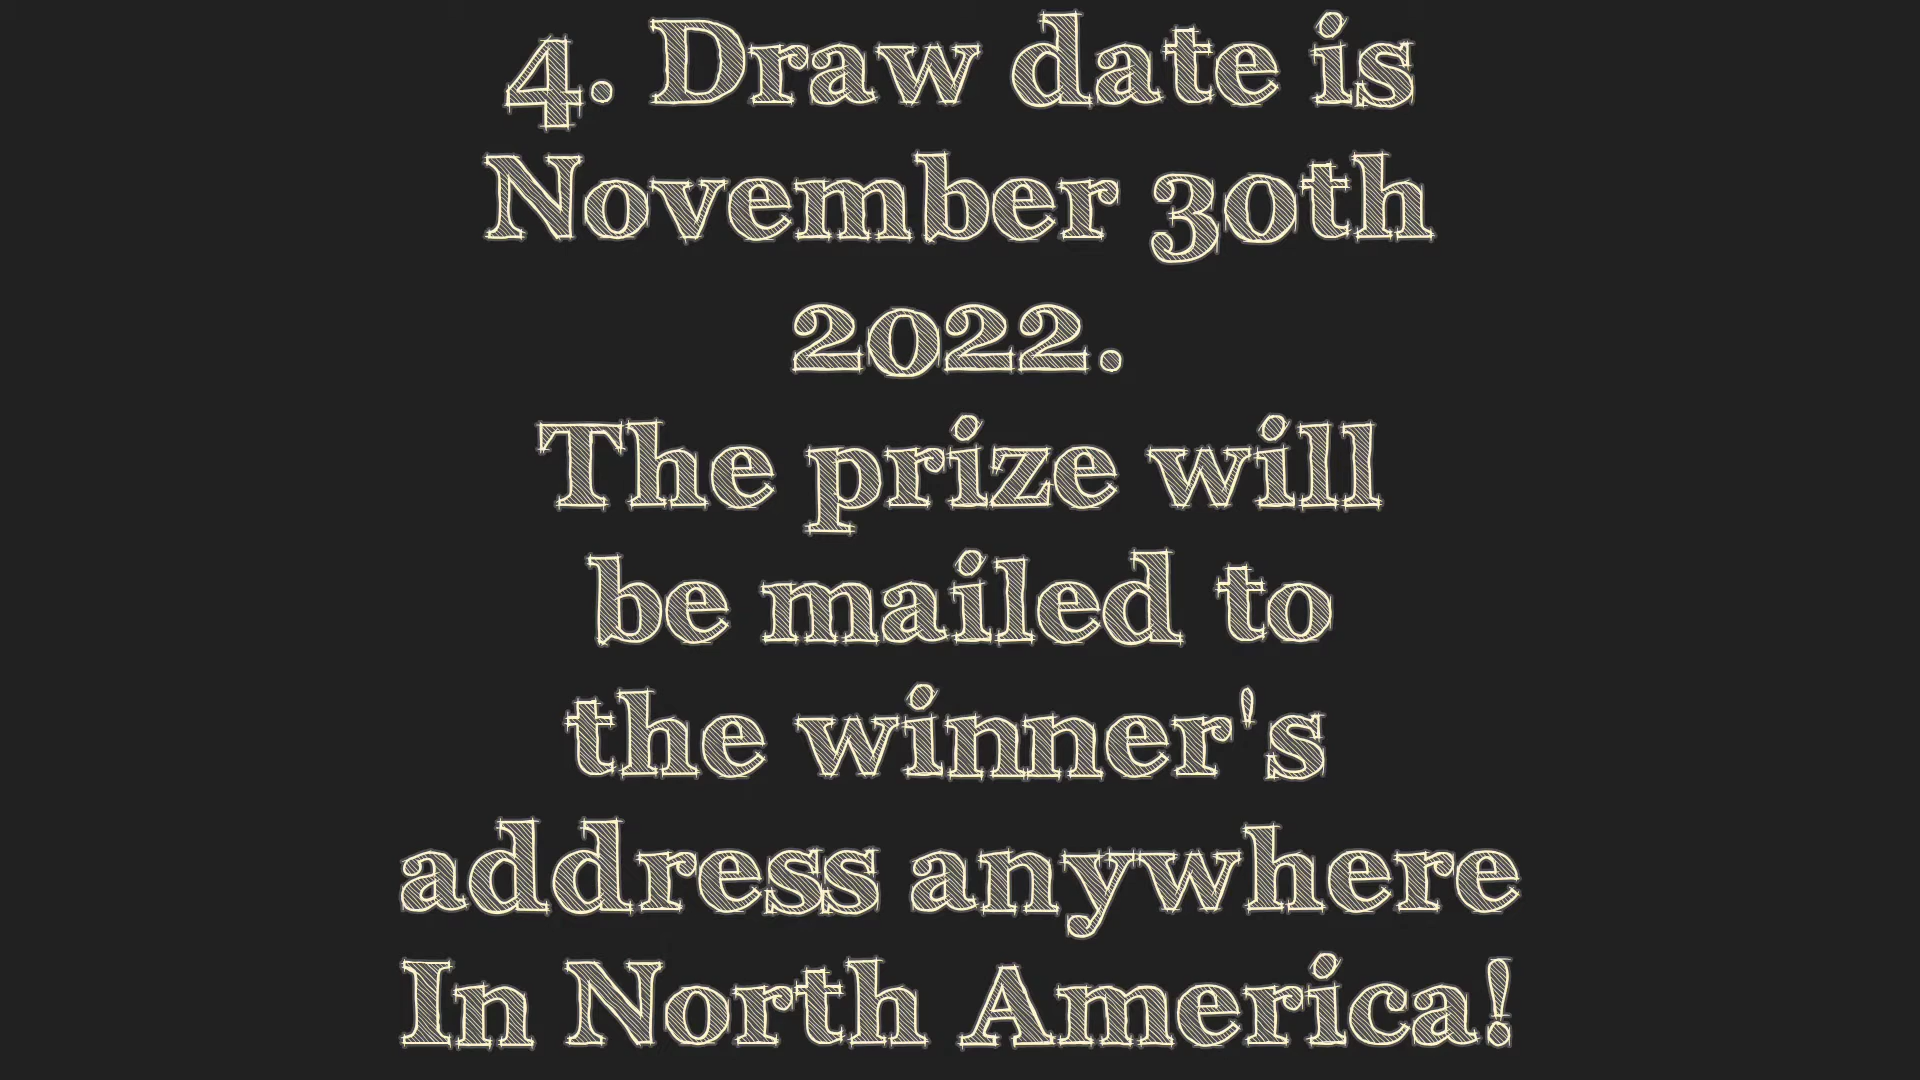 4. Draw date is
November 30th
2022.
The prize will
be mailed to
the winner's
address anywhere
In North America!